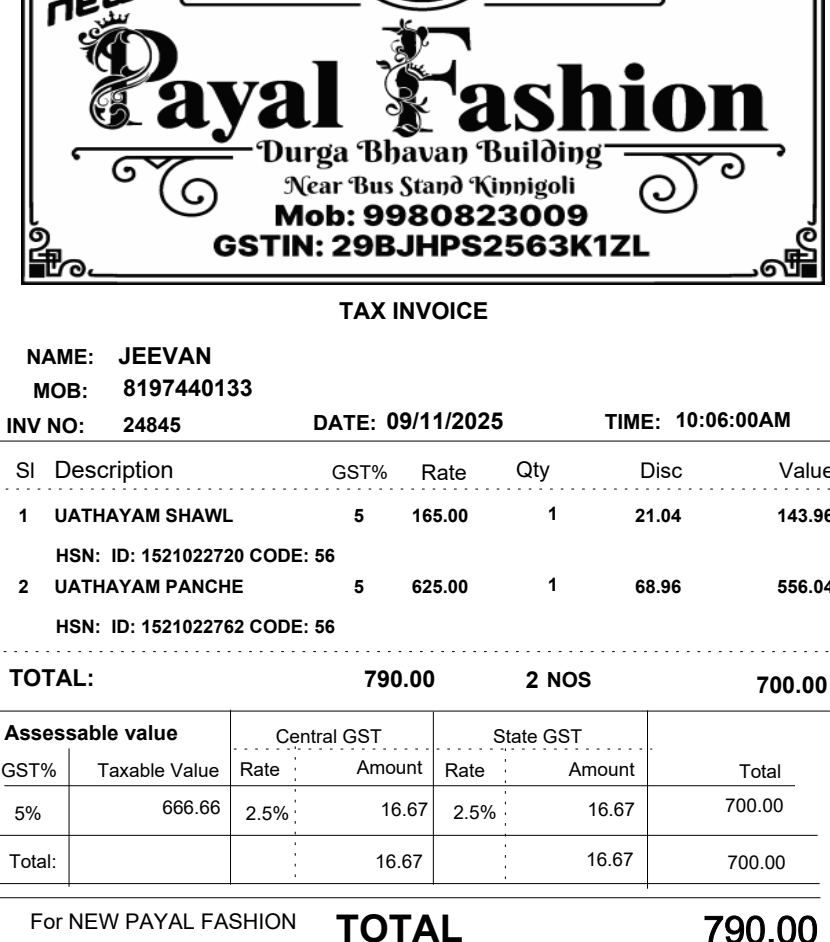 new
Payal Fashion
Durga Bhavan Building
Near Bus Stand Kinnigoli
Mob: 9980823009
GSTIN: 29BJHPS2563K1ZL
TAX INVOICE
NAME: JEEVAN
MOB: 8197440133
INV NO: 24845 DATE: 09/11/2025 TIME: 10:06:00AM
Sl Description GST% Rate Qty Disc Value
1 UATHAYAM SHAWL 5 165.00 1 21.04 143.96
HSN: ID: 1521022720 CODE: 56
2 UATHAYAM PANCHE 5 625.00 1 68.96 556.04
HSN: ID: 1521022762 CODE: 56
TOTAL: 790.00 2 NOS 700.00
Assessable value Central GST State GST
GST% Taxable Value Rate Amount Rate Amount Total
5% 666.66 2.5% 16.67 2.5% 16.67 700.00
Total: 16.67 16.67 700.00
For NEW PAYAL FASHION TOTAL 790.00